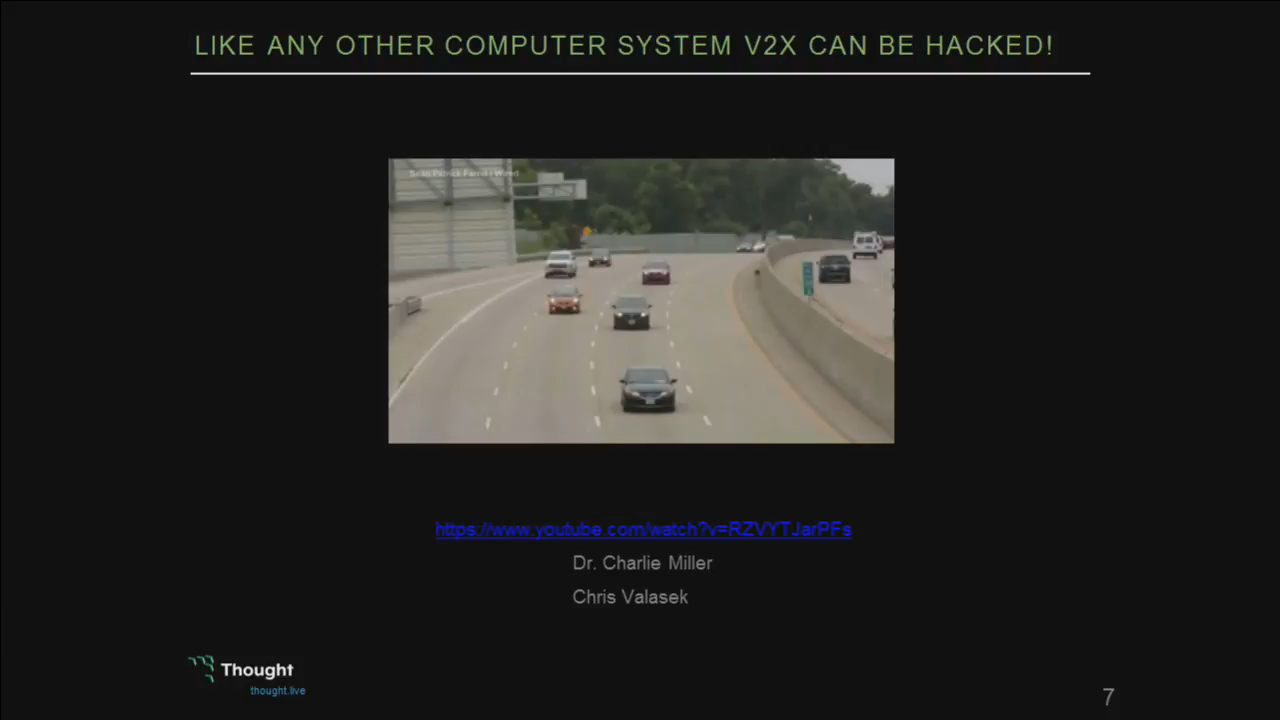 LIKE ANY OTHER COMPUTER SYSTEM V2X CAN BE HACKED!
https://www.youtube.com/watch?v=RZVYTJarPFs
Dr. Charlie Miller
Chris Valasek
Thought
thought.live
7